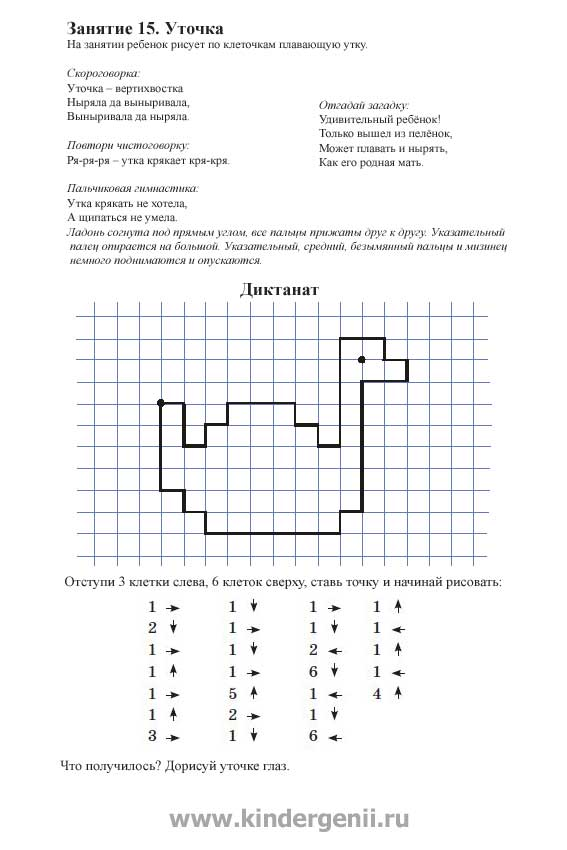 Занятие 15. Уточка
На занятии ребенок рисует по клеточкам плавающую утку.
Скороговорка:
Уточка – вертихвостка
Ныряла да выныривала,
Выныривала да ныряла.
Повтори чистоговорку:
Ря-ря-ря – утка крякает кря-кря.
Отгадай загадку:
Удивительный ребёнок!
Только вышел из пелёнок,
Может плавать и нырять,
Как его родная мать.
Пальчиковая гимнастика:
Утка крякать не хотела,
А щипаться не умела.
Ладонь согнута под прямым углом, все пальцы прижаты друг к другу. Указательный
палец опирается на большой. Указательный, средний, безымянный пальцы и мизинец
немного поднимаются и опускаются.
Диктанат
Отступи 3 клетки слева, 6 клеток сверху, ставь точку и начинай рисовать:
1 → 1 ↓ 1 → 1 ↑
2 ↓ 1 → 1 ↓ 1 ←
1 → 1 ↓ 2 ← 1 ↑
1 ↑ 1 → 6 ↓ 1 ←
1 → 5 ↑ 1 ← 4 ↑
1 ↑ 2 → 1 ↓
3 → 1 ↓ 6 ←
Что получилось? Дорисуй уточке глаз.
www.kindergenii.ru